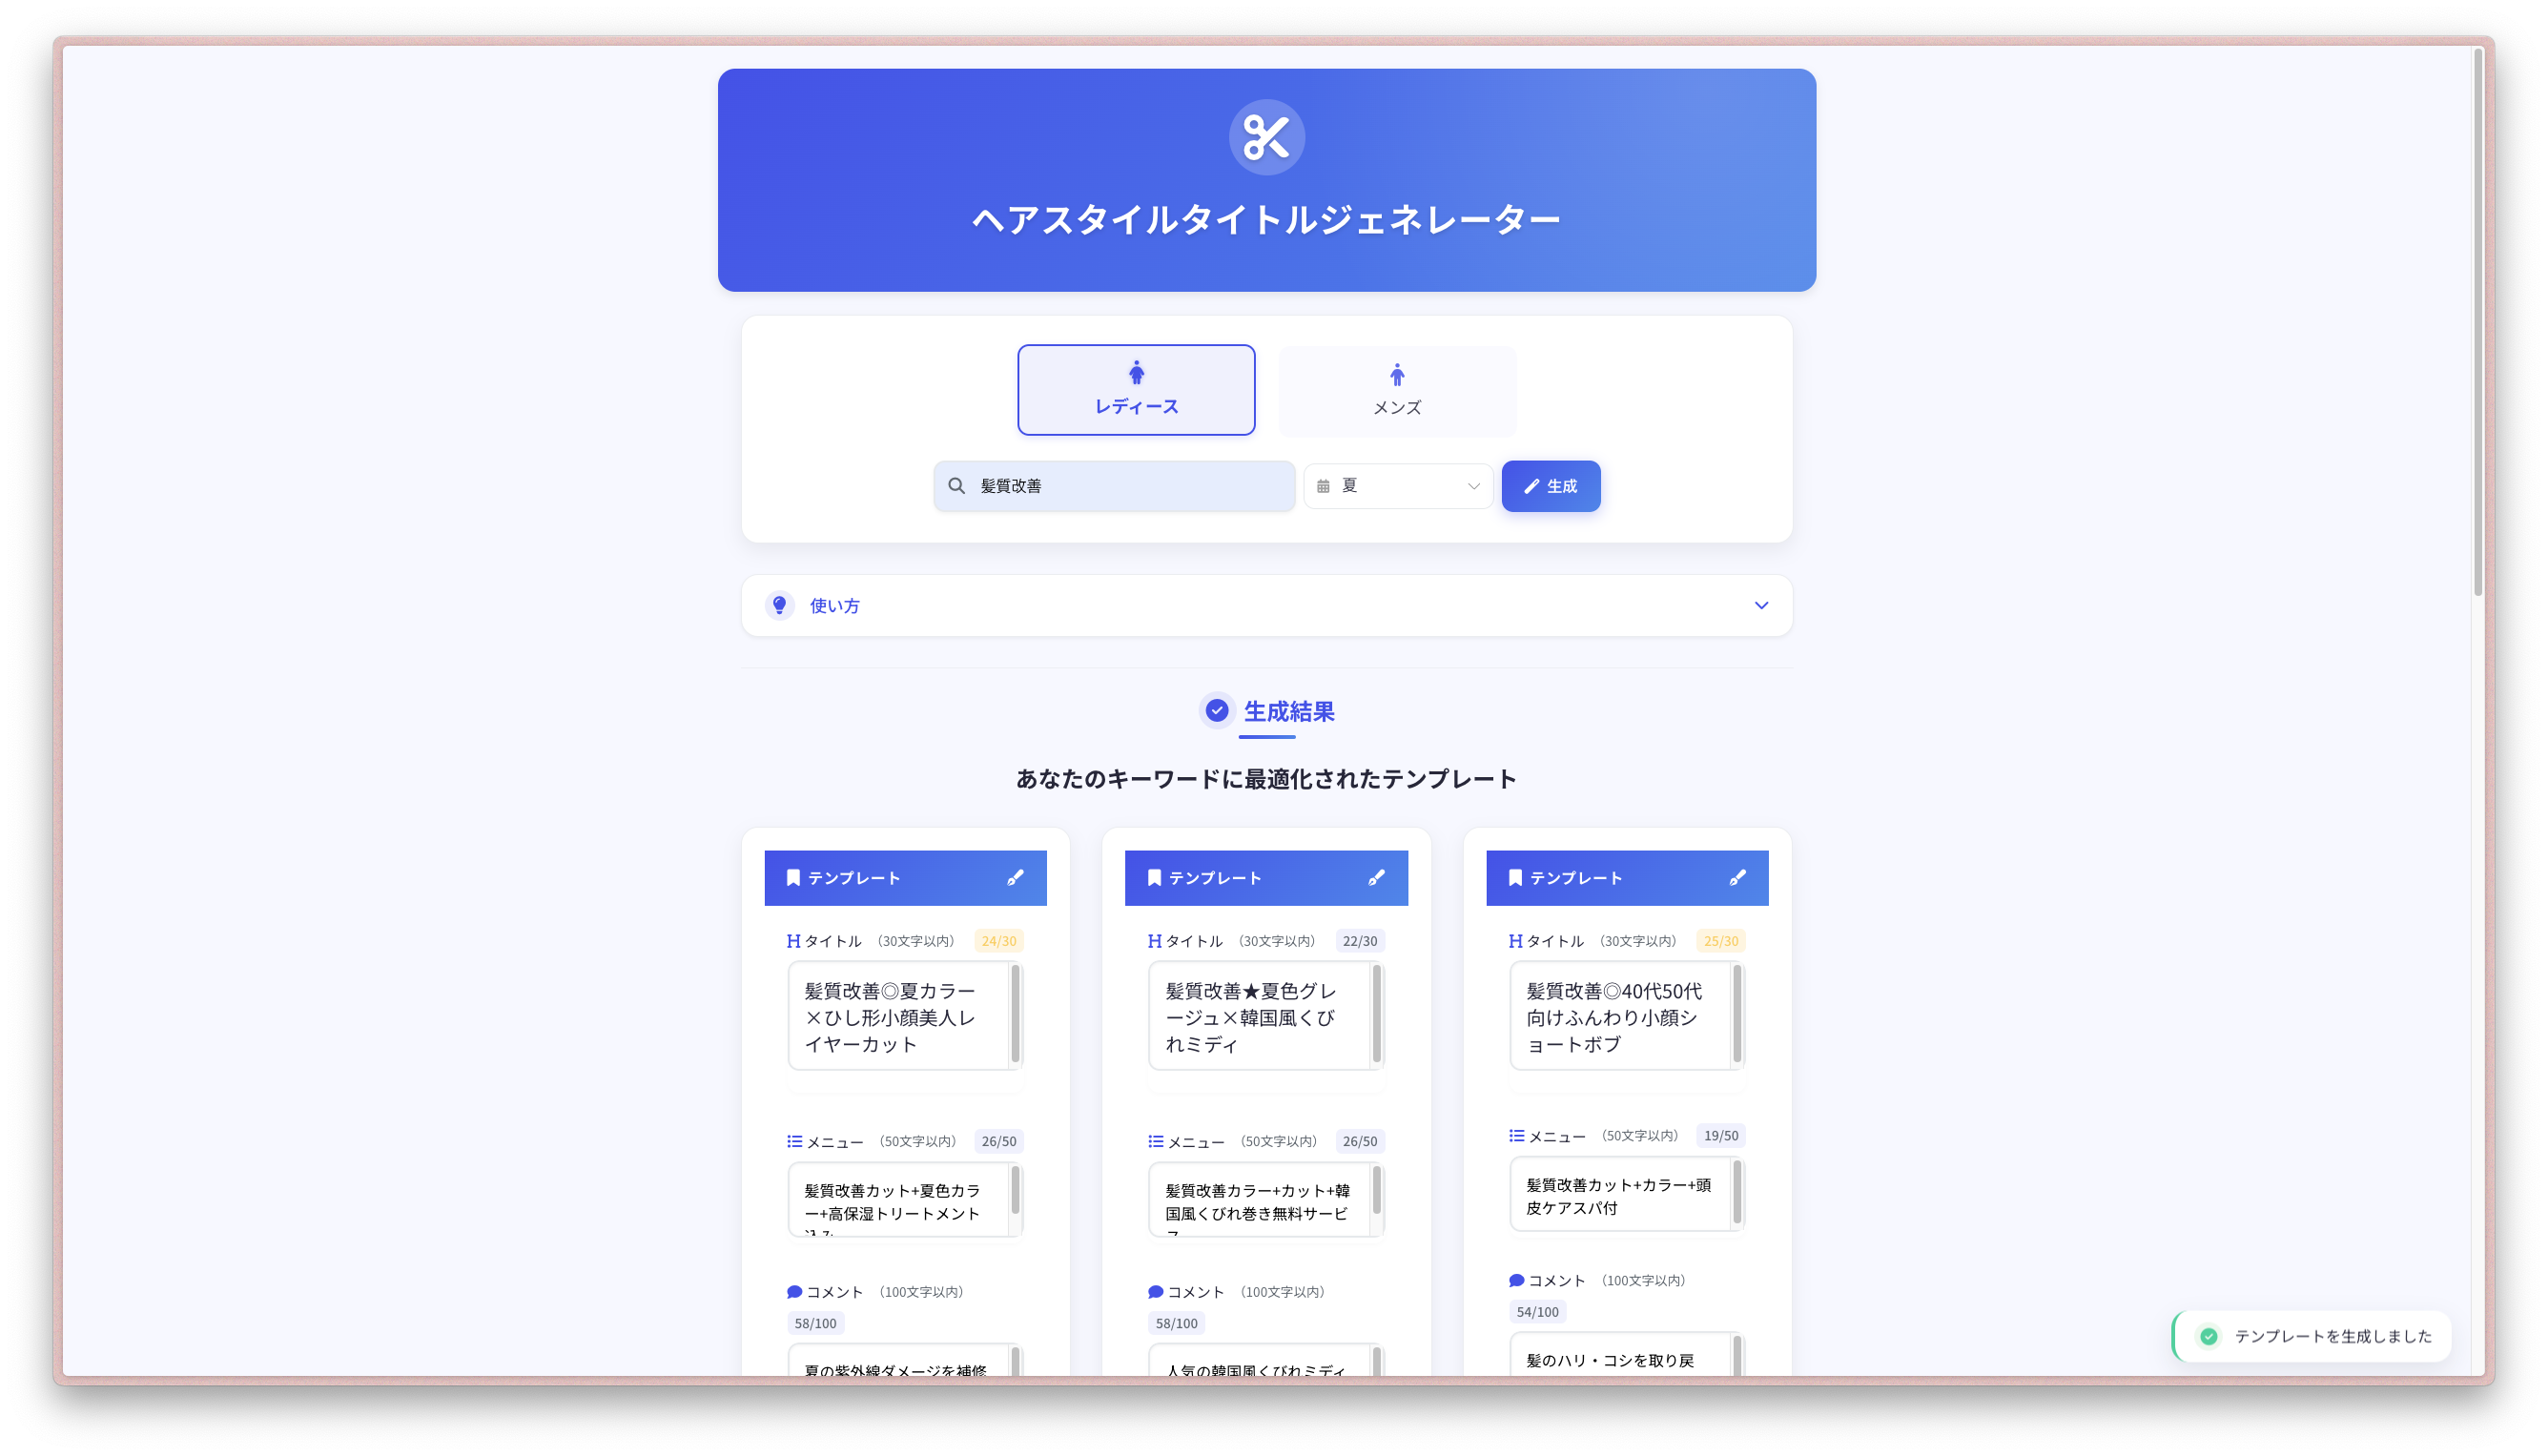 ヘアスタイルタイトルジェネレーター
レディース
メンズ
髪質改善
夏
生成
使い方
生成結果
あなたのキーワードに最適化されたテンプレート
テンプレート
タイトル (30文字以内) 24/30
髪質改善◎夏カラー
×ひし形小顔美人レ
イヤーカット
メニュー (50文字以内) 26/50
髪質改善カット+夏色カラ
ー+高保湿トリートメント
込み
コメント (100文字以内)
58/100
夏の紫外線ダメージを補修
テンプレート
タイトル (30文字以内) 22/30
髪質改善★夏色グレ
ージュ×韓国風くび
れミディ
メニュー (50文字以内) 26/50
髪質改善カラー+カット+韓
国風くびれ巻き無料サービ
ス
コメント (100文字以内)
58/100
人気の韓国風くびれミディ
テンプレート
タイトル (30文字以内) 25/30
髪質改善◎40代50代
向けふんわり小顔シ
ョートボブ
メニュー (50文字以内) 19/50
髪質改善カット+カラー+頭
皮ケアスパ付
コメント (100文字以内)
54/100
髪のハリ・コシを取り戻
テンプレートを生成しました